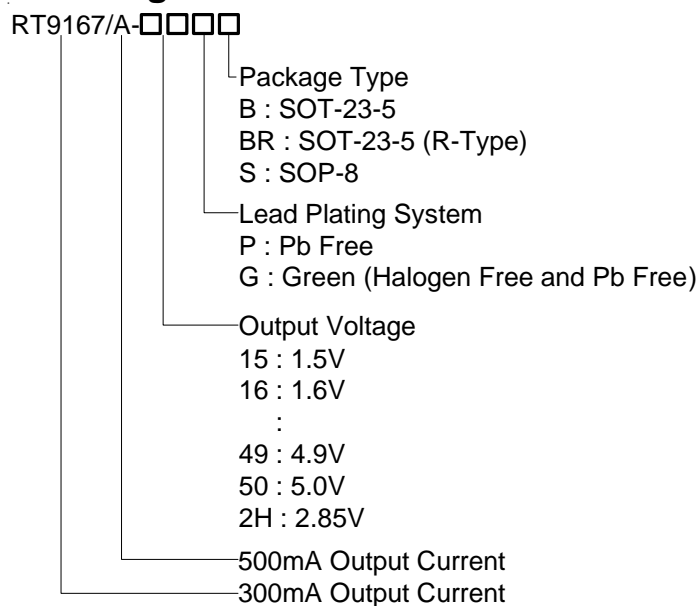 RT9167/A-□□□□
Package Type
B : SOT-23-5
BR : SOT-23-5 (R-Type)
S : SOP-8
Lead Plating System
P : Pb Free
G : Green (Halogen Free and Pb Free)
Output Voltage
15 : 1.5V
16 : 1.6V
:
49 : 4.9V
50 : 5.0V
2H : 2.85V
500mA Output Current
300mA Output Current